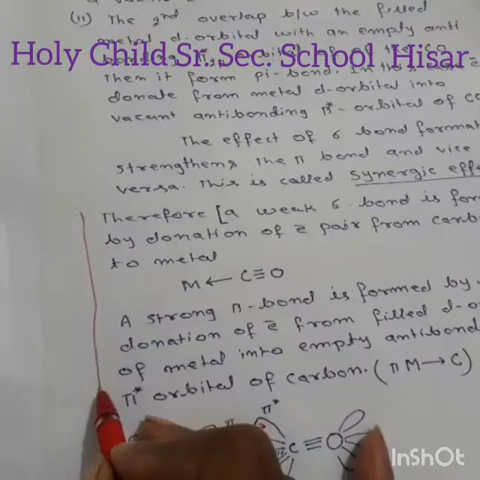 (ii) The 2nd overlap b/w the filled
metal d-orbital with an empty anti
Holy Child Sr. Sec. School Hisar
them it form pi-bond. In
donate from metal d-orbital into
vacant antibonding π*-orbital of CO
The effect of σ bond format
strengthens the π bond and vice
versa. This is called Synergic effe
Therefore [a weak σ-bond is for
by donation of ē pair from carb
to metal
M ← C≡O
A strong π-bond is formed by
donation of ē from filled d-o
of metal into empty antibond
π* orbital of carbon. (π M→C)
π*
π
C≡O
InShOt